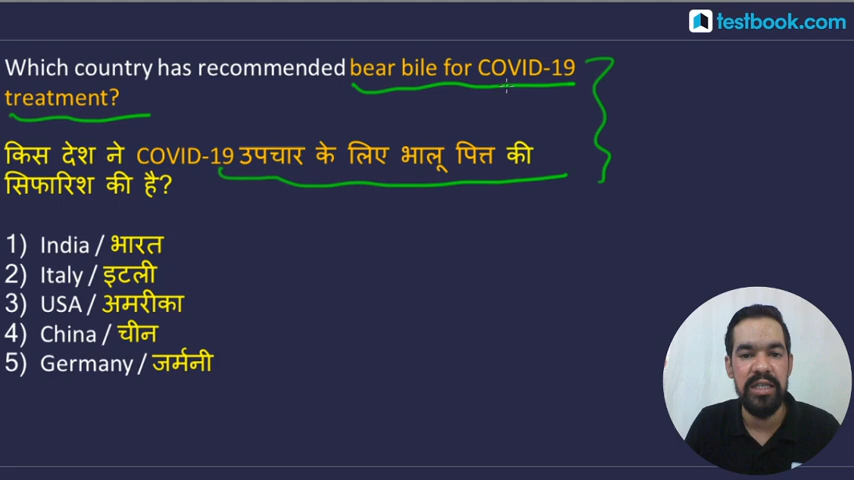 testbook.com
Which country has recommended bear bile for COVID-19
treatment?
किस देश ने COVID-19 उपचार के लिए भालू पित्त की
सिफारिश की है?
1) India / भारत
2) Italy / इटली
3) USA / अमरीका
4) China / चीन
5) Germany / जर्मनी